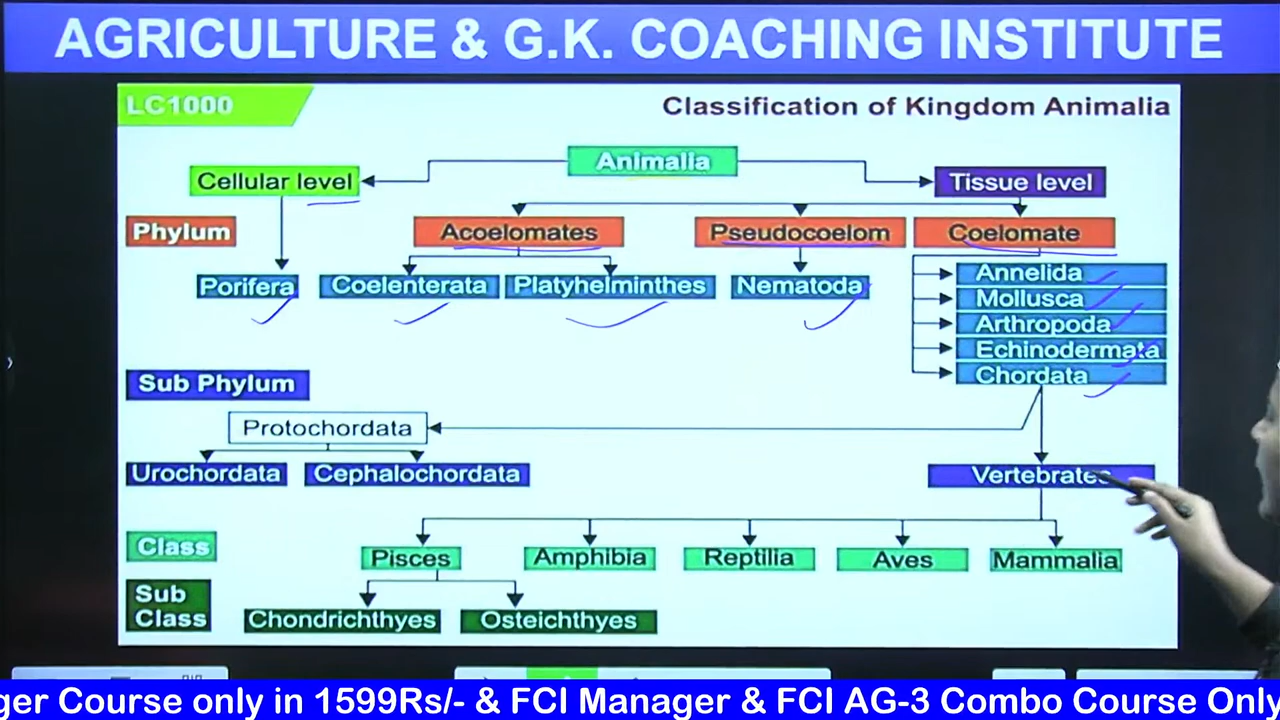 AGRICULTURE & G.K. COACHING INSTITUTE
LC1000
Classification of Kingdom Animalia
Animalia
Cellular level
Tissue level
Phylum
Acoelomates
Pseudocoelom
Coelomate
Porifera
Coelenterata
Platyhelminthes
Nematoda
Annelida
Mollusca
Arthropoda
Echinodermata
Chordata
Sub Phylum
Protochordata
Urochordata
Cephalochordata
Vertebrates
Class
Pisces
Amphibia
Reptilia
Aves
Mammalia
Sub
Class
Chondrichthyes
Osteichthyes
ger Course only in 1599Rs/- & FCI Manager & FCI AG-3 Combo Course Only